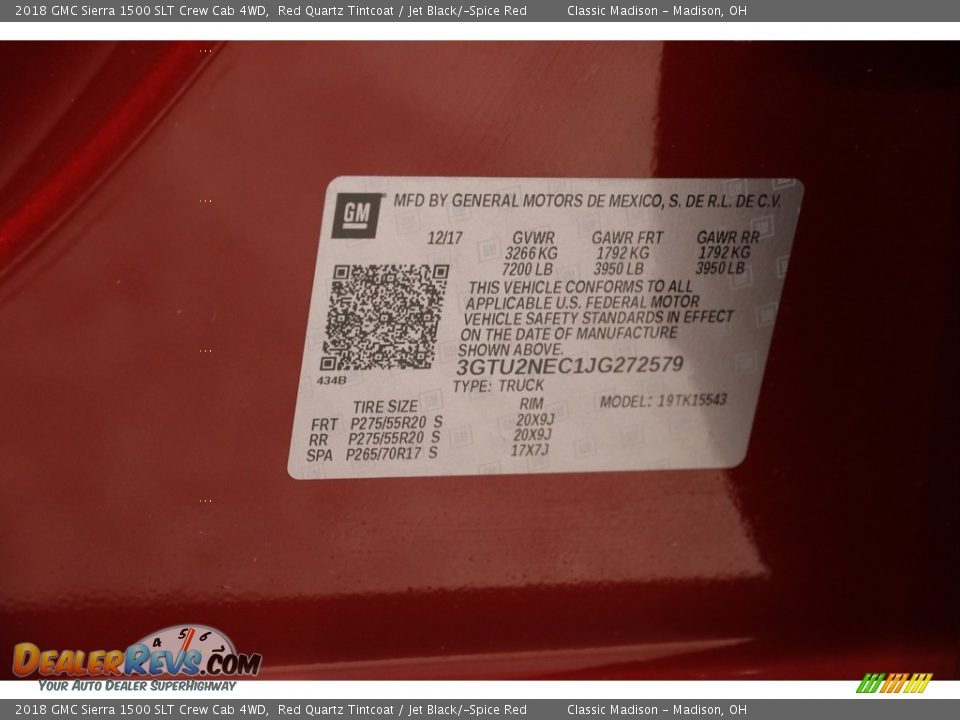 2018 GMC Sierra 1500 SLT Crew Cab 4WD, Red Quartz Tintcoat / Jet Black/-Spice Red Classic Madison - Madison, OH
GM MFD BY GENERAL MOTORS DE MEXICO, S. DE R.L. DE C.V.
12/17 GVWR GAWR FRT GAWR RR
3266 KG 1792 KG 1792 KG
7200 LB 3950 LB 3950 LB
THIS VEHICLE CONFORMS TO ALL
APPLICABLE U.S. FEDERAL MOTOR
VEHICLE SAFETY STANDARDS IN EFFECT
ON THE DATE OF MANUFACTURE
SHOWN ABOVE.
3GTU2NEC1JG272579
434B
TYPE: TRUCK
TIRE SIZE RIM MODEL: 19TK15543
FRT P275/55R20 S 20X9J
RR P275/55R20 S 20X9J
SPA P265/70R17 S 17X7J
4 5 6
DEALERREVS.COM
YOUR AUTO DEALER SUPERHIGHWAY
2018 GMC Sierra 1500 SLT Crew Cab 4WD, Red Quartz Tintcoat / Jet Black/-Spice Red Classic Madison - Madison, OH